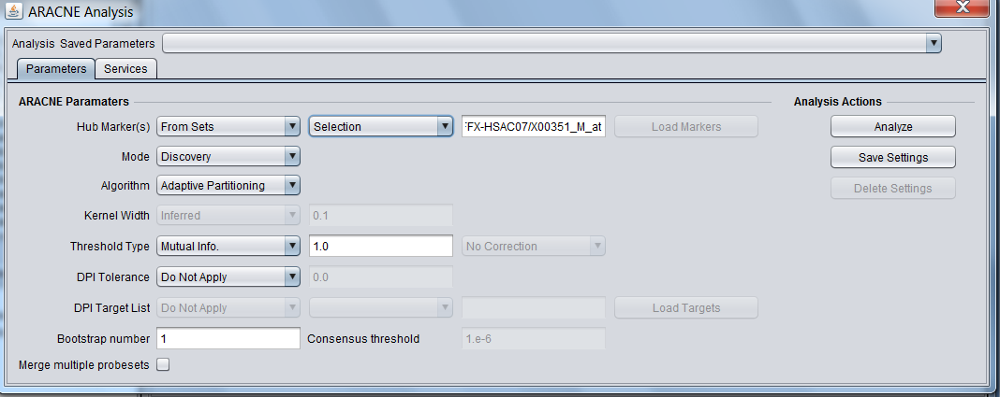 ARACNE Analysis
Analysis Saved Parameters
Parameters Services
ARACNE Paramaters Analysis Actions
Hub Marker(s) From Sets Selection FX-HSAC07/X00351_M_at Load Markers Analyze
Mode Discovery Save Settings
Algorithm Adaptive Partitioning Delete Settings
Kernel Width Inferred 0.1
Threshold Type Mutual Info. 1.0 No Correction
DPI Tolerance Do Not Apply 0.0
DPI Target List Do Not Apply Load Targets
Bootstrap number 1 Consensus threshold 1.e-6
Merge multiple probesets